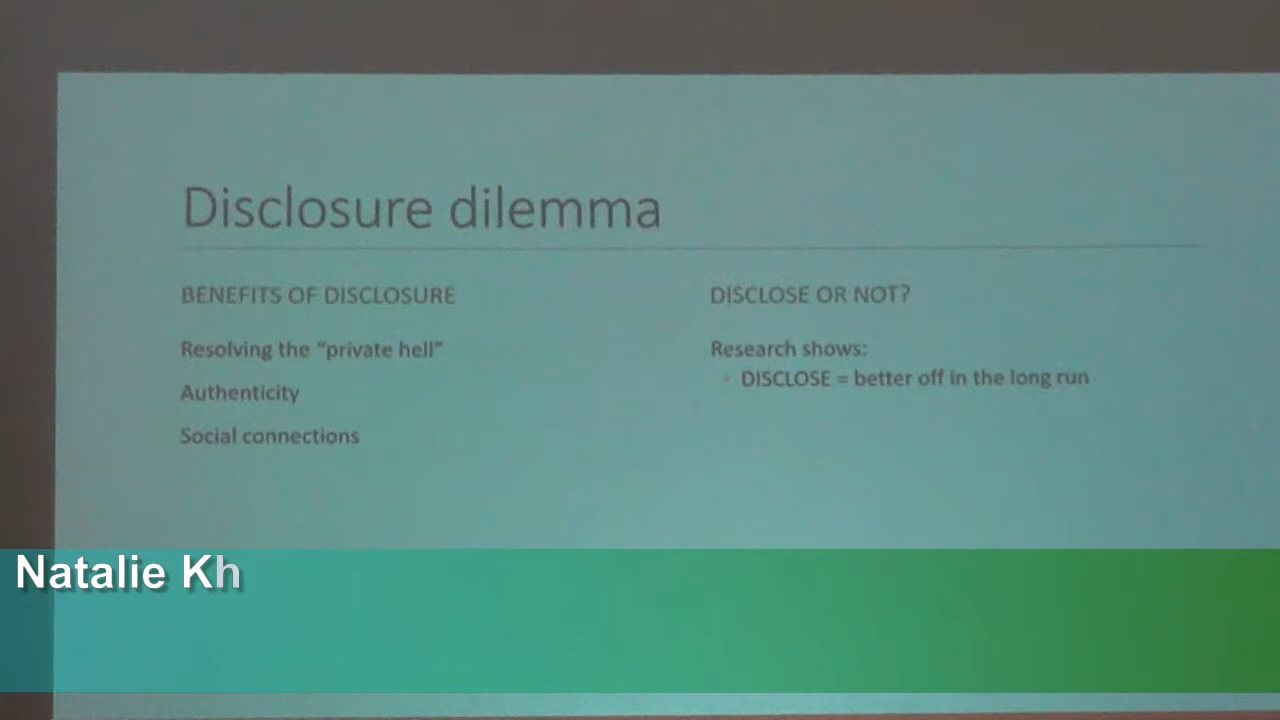 Disclosure dilemma
BENEFITS OF DISCLOSURE
Resolving the “private hell”
Authenticity
Social connections
DISCLOSE OR NOT?
Research shows:
DISCLOSE = better off in the long run
Natalie Kh